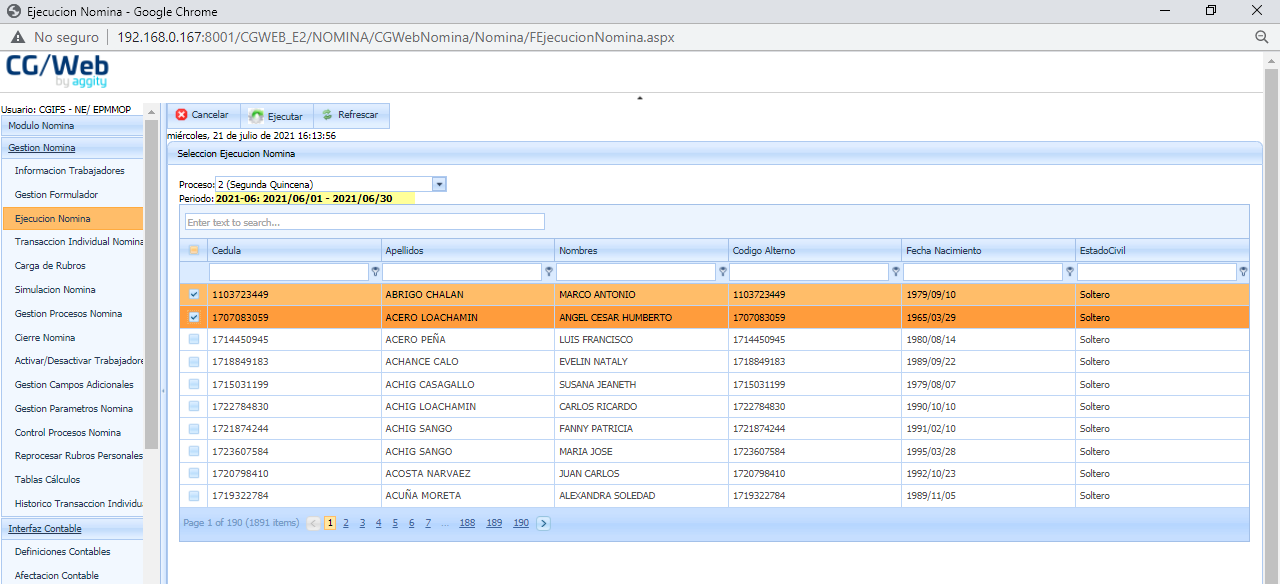 Ejecucion Nomina - Google Chrome
No seguro 192.168.0.167:8001/CGWEB_E2/NOMINA/CGWebNomina/Nomina/FEjecucionNomina.aspx
CG/Web
by aggity
Usuario: CGIFS - NE/ EPMMOP
Modulo Nomina
Gestion Nomina
Informacion Trabajadores
Gestion Formulador
Ejecucion Nomina
Transaccion Individual Nomina
Carga de Rubros
Simulacion Nomina
Gestion Procesos Nomina
Cierre Nomina
Activar/Desactivar Trabajadore
Gestion Campos Adicionales
Gestion Parametros Nomina
Control Procesos Nomina
Reprocesar Rubros Personales
Tablas Cálculos
Historico Transaccion Individu
Interfaz Contable
Definiciones Contables
Afectacion Contable
Cancelar Ejecutar Refrescar
miércoles, 21 de julio de 2021 16:13:56
Seleccion Ejecucion Nomina
Proceso: 2 (Segunda Quincena)
Periodo: 2021-06: 2021/06/01 - 2021/06/30
Enter text to search...
Cedula Apellidos Nombres Codigo Alterno Fecha Nacimiento EstadoCivil
1103723449 ABRIGO CHALAN MARCO ANTONIO 1103723449 1979/09/10 Soltero
1707083059 ACERO LOACHAMIN ANGEL CESAR HUMBERTO 1707083059 1965/03/29 Soltero
1714450945 ACERO PEÑA LUIS FRANCISCO 1714450945 1980/08/14 Soltero
1718849183 ACHANCE CALO EVELIN NATALY 1718849183 1989/09/22 Soltero
1715031199 ACHIG CASAGALLO SUSANA JEANETH 1715031199 1979/08/07 Soltero
1722784830 ACHIG LOACHAMIN CARLOS RICARDO 1722784830 1990/10/10 Soltero
1721874244 ACHIG SANGO FANNY PATRICIA 1721874244 1991/02/10 Soltero
1723607584 ACHIG SANGO MARIA JOSE 1723607584 1995/03/28 Soltero
1720798410 ACOSTA NARVAEZ JUAN CARLOS 1720798410 1992/10/23 Soltero
1719322784 ACUÑA MORETA ALEXANDRA SOLEDAD 1719322784 1989/11/05 Soltero
Page 1 of 190 (1891 items) 1 2 3 4 5 6 7 ... 188 189 190